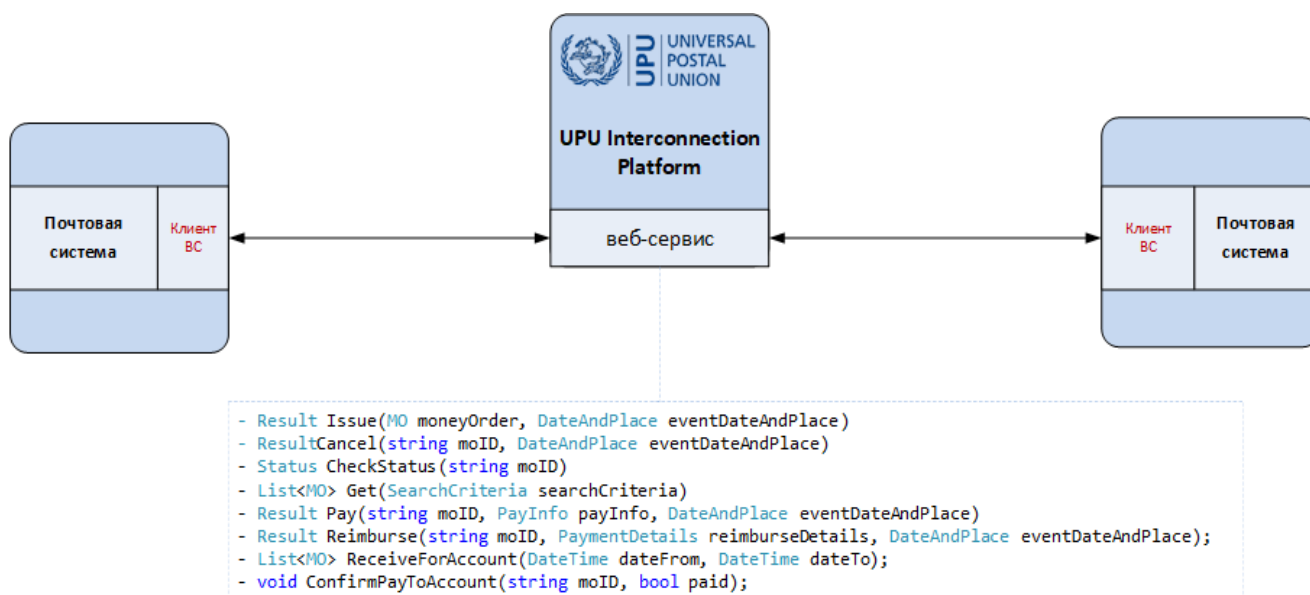 UPU
UNIVERSAL
POSTAL
UNION
UPU Interconnection
Platform
веб-сервис
Почтовая
система
Клиент
ВС
Клиент
ВС
Почтовая
система
- Result Issue(MO moneyOrder, DateAndPlace eventDateAndPlace)
- ResultCancel(string moID, DateAndPlace eventDateAndPlace)
- Status CheckStatus(string moID)
- List<MO> Get(SearchCriteria searchCriteria)
- Result Pay(string moID, PayInfo payInfo, DateAndPlace eventDateAndPlace)
- Result Reimburse(string moID, PaymentDetails reimburseDetails, DateAndPlace eventDateAndPlace);
- List<MO> ReceiveForAccount(DateTime dateFrom, DateTime dateTo);
- void ConfirmPayToAccount(string moID, bool paid);